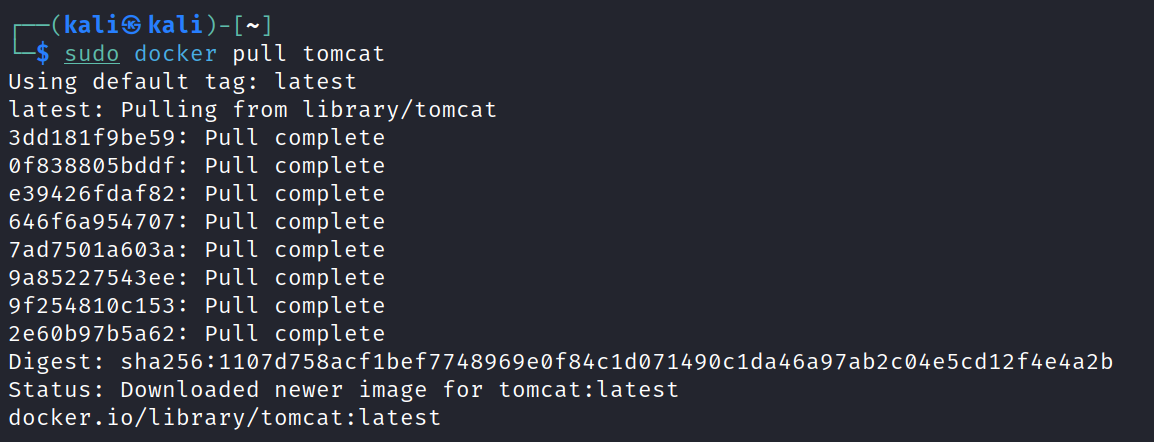 ┌──(kali㉿kali)-[~]
└─$ sudo docker pull tomcat
Using default tag: latest
latest: Pulling from library/tomcat
3dd181f9be59: Pull complete
0f838805bddf: Pull complete
e39426fdaf82: Pull complete
646f6a954707: Pull complete
7ad7501a603a: Pull complete
9a85227543ee: Pull complete
9f254810c153: Pull complete
2e60b97b5a62: Pull complete
Digest: sha256:1107d758acf1bef7748969e0f84c1d071490c1da46a97ab2c04e5cd12f4e4a2b
Status: Downloaded newer image for tomcat:latest
docker.io/library/tomcat:latest